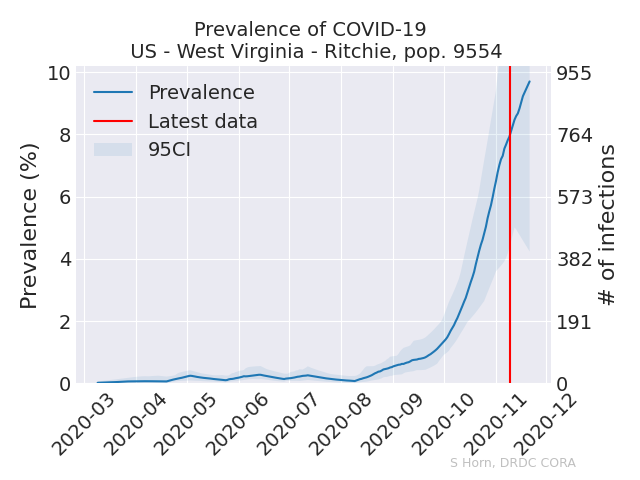 Prevalence of COVID-19
US - West Virginia - Ritchie, pop. 9554
Prevalence
Latest data
95CI
Prevalence (%)
10
8
6
4
2
0
955
764
573
382
191
0
# of infections
2020-03
2020-04
2020-05
2020-06
2020-07
2020-08
2020-09
2020-10
2020-11
2020-12
S Horn, DRDC CORA